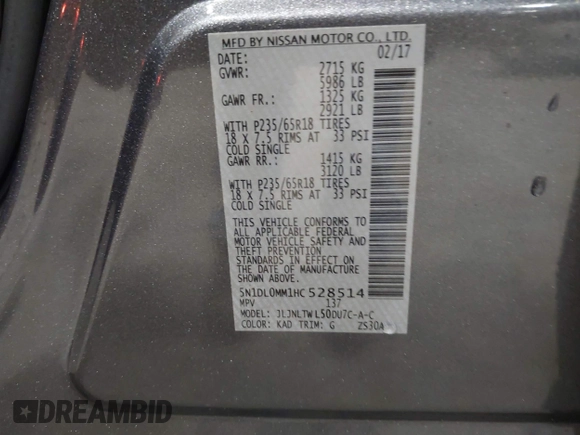 MFD BY NISSAN MOTOR CO., LTD.
DATE: 02/17
GVWR: 2715 KG
5986 LB
GAWR FR.: 1325 KG
2921 LB
WITH P235/65R18 TIRES
18 X 7.5 RIMS AT 33 PSI
COLD SINGLE
GAWR RR.: 1415 KG
3120 LB
WITH P235/65R18 TIRES
18 X 7.5 RIMS AT 33 PSI
COLD SINGLE
THIS VEHICLE CONFORMS TO
ALL APPLICABLE FEDERAL
MOTOR VEHICLE SAFETY AND
THEFT PREVENTION
STANDARDS IN EFFECT ON
THE DATE OF MANUFACTURE
SHOWN ABOVE.
5N1DL0MM1HC528514
MPV 137
MODEL: JLJNLTWL50DU7C-A-C
COLOR: KAD TRIM: G ZS30A
DREAMBID